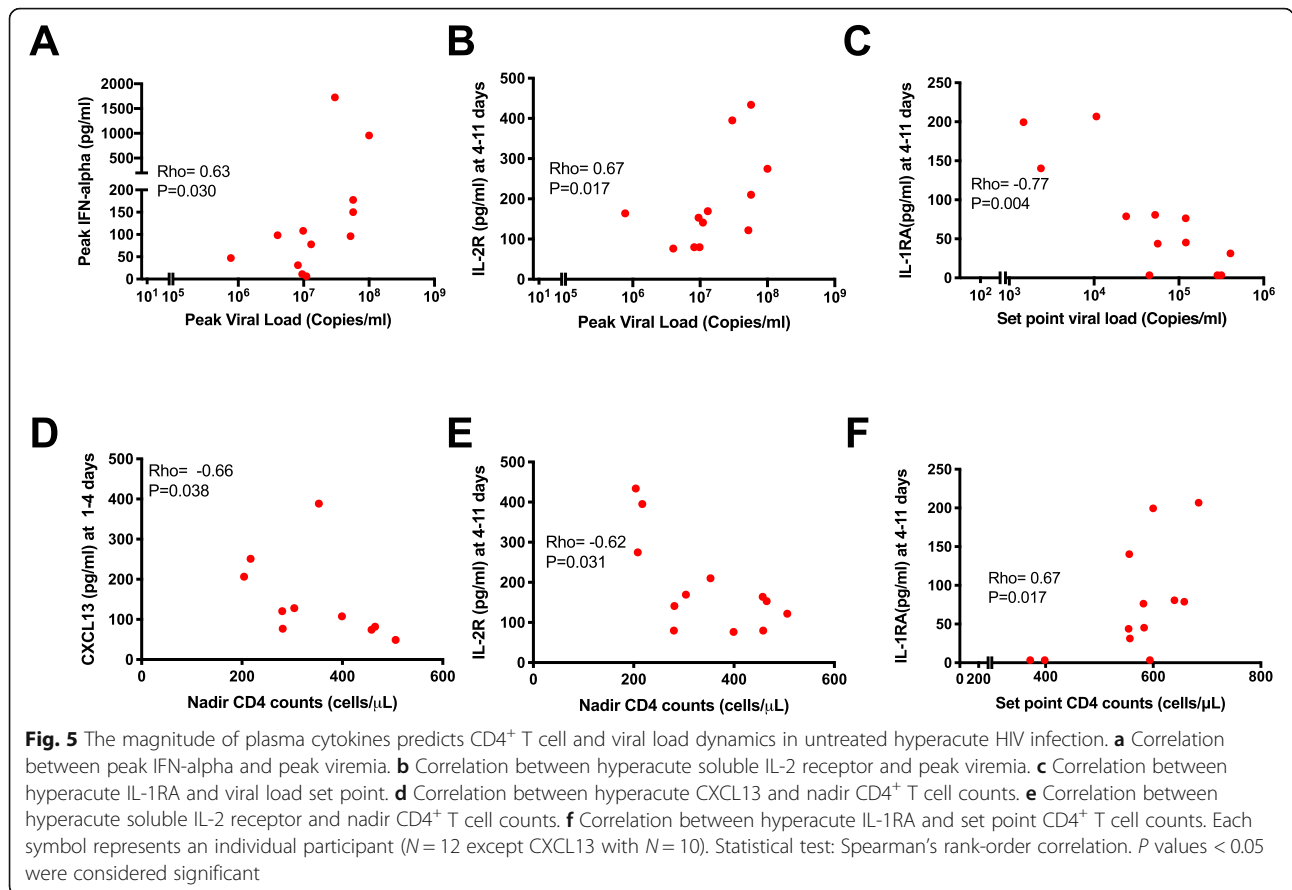 A
Peak IFN-alpha (pg/ml)
2000
1500
1000
500
200
150
100
50
0
Rho= 0.63
P=0.030
10¹ 10⁵ 10⁶ 10⁷ 10⁸ 10⁹
Peak Viral Load (Copies/ml)
B
IL-2R (pg/ml) at 4-11 days
500
400
300
200
100
0
Rho= 0.67
P=0.017
10¹ 10⁵ 10⁶ 10⁷ 10⁸ 10⁹
Peak Viral Load (Copies/ml)
C
IL-1RA(pg/ml) at 4-11 days
250
200
150
100
50
0
Rho= -0.77
P=0.004
10² 10³ 10⁴ 10⁵ 10⁶
Set point viral load (Copies/ml)
D
CXCL13 (pg/ml) at 1-4 days
500
400
300
200
100
0
Rho= -0.66
P=0.038
0 200 400 600
Nadir CD4 counts (cells/μL)
E
IL-2R (pg/ml) at 4-11 days
500
400
300
200
100
0
Rho= -0.62
P=0.031
0 200 400 600
Nadir CD4 counts (cells/μL)
F
IL-1RA(pg/ml) at 4-11 days
250
200
150
100
50
0
Rho= 0.67
P=0.017
0 200 400 600 800
Set point CD4 counts (cells/μL)
Fig. 5 The magnitude of plasma cytokines predicts CD4⁺ T cell and viral load dynamics in untreated hyperacute HIV infection. a Correlation
between peak IFN-alpha and peak viremia. b Correlation between hyperacute soluble IL-2 receptor and peak viremia. c Correlation between
hyperacute IL-1RA and viral load set point. d Correlation between hyperacute CXCL13 and nadir CD4⁺ T cell counts. e Correlation between
hyperacute soluble IL-2 receptor and nadir CD4⁺ T cell counts. f Correlation between hyperacute IL-1RA and set point CD4⁺ T cell counts. Each
symbol represents an individual participant (N = 12 except CXCL13 with N = 10). Statistical test: Spearman's rank-order correlation. P values < 0.05
were considered significant